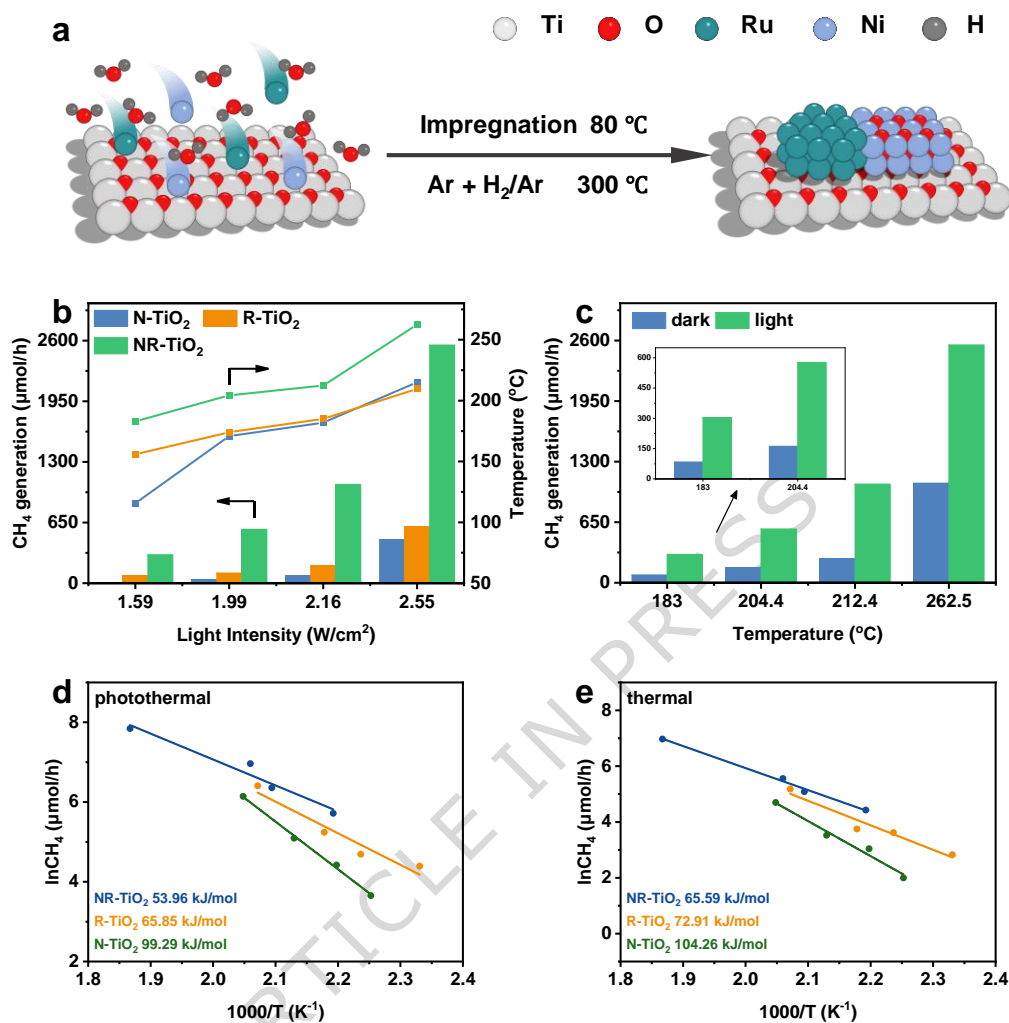 a
Ti O Ru Ni H
Impregnation 80 ℃
Ar + H₂/Ar 300 ℃
b
N-TiO₂ R-TiO₂
NR-TiO₂
CH₄ generation (μmol/h)
2600
1950
1300
650
0
250
200
150
100
50
Temperature (°C)
1.59 1.99 2.16 2.55
Light Intensity (W/cm²)
c
dark light
CH₄ generation (μmol/h)
2600
1950
1300
650
0
600
450
300
150
0
183 204.4
183 204.4 212.4 262.5
Temperature (°C)
d
photothermal
lnCH₄ (μmol/h)
8
6
4
2
NR-TiO₂ 53.96 kJ/mol
R-TiO₂ 65.85 kJ/mol
N-TiO₂ 99.29 kJ/mol
1.8 1.9 2.0 2.1 2.2 2.3 2.4
1000/T (K⁻¹)
e
thermal
lnCH₄ (μmol/h)
8
6
4
2
0
NR-TiO₂ 65.59 kJ/mol
R-TiO₂ 72.91 kJ/mol
N-TiO₂ 104.26 kJ/mol
1.8 1.9 2.0 2.1 2.2 2.3 2.4
1000/T (K⁻¹)
RTICLE IN PRESS